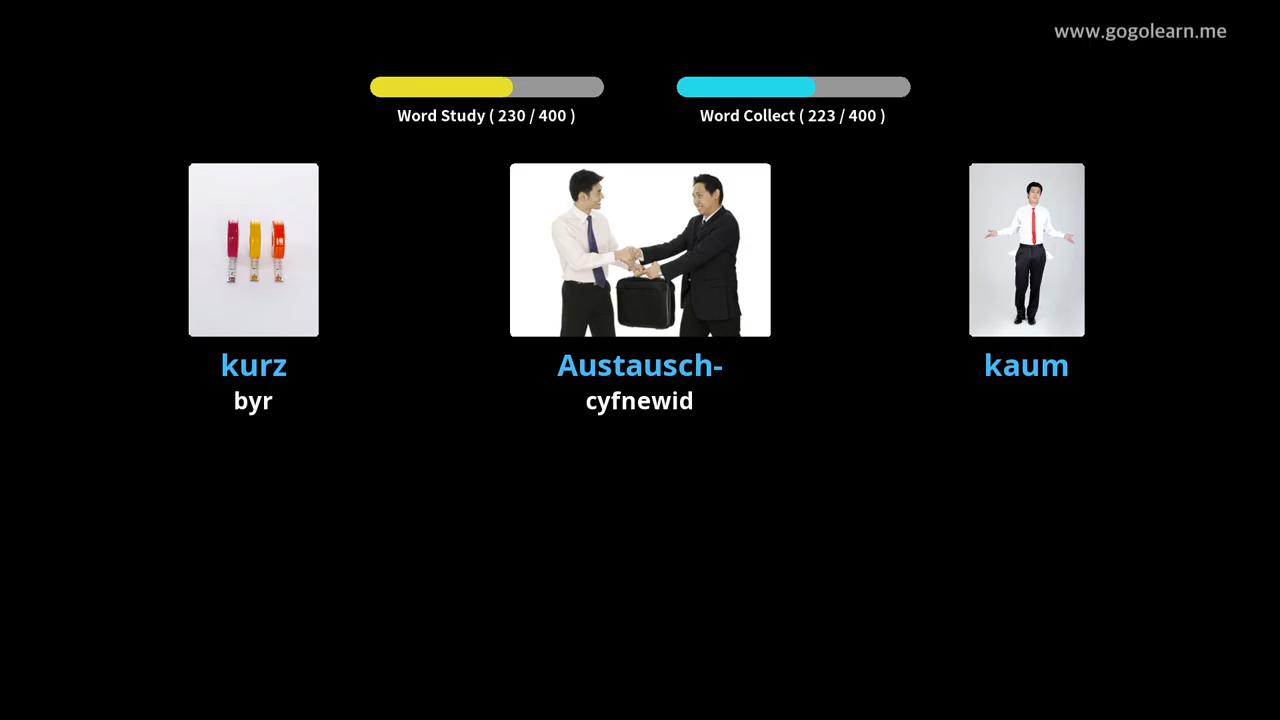 www.gogolearn.me
Word Study ( 230 / 400 )
Word Collect ( 223 / 400 )
kurz
byr
Austausch-
cyfnewid
kaum